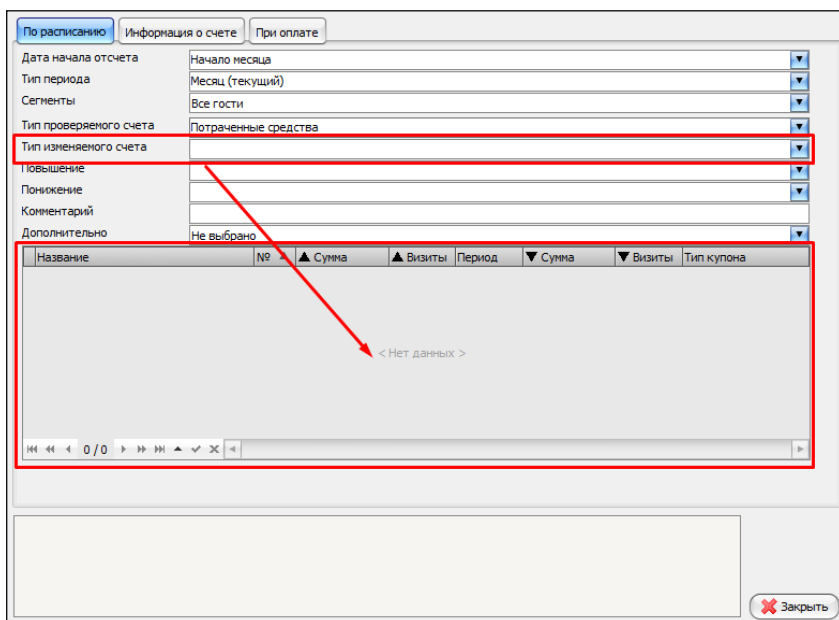 По расписанию Информация о счете При оплате
Дата начала отсчета Начало месяца
Тип периода Месяц (текущий)
Сегменты Все гости
Тип проверяемого счета Потраченные средства
Тип изменяемого счета
Повышение
Понижение
Комментарий
Дополнительно Не выбрано
Название № ▲ ▲ Сумма ▲ Визиты Период ▼ Сумма ▼ Визиты Тип купона
< Нет данных >
0 / 0
Закрыть